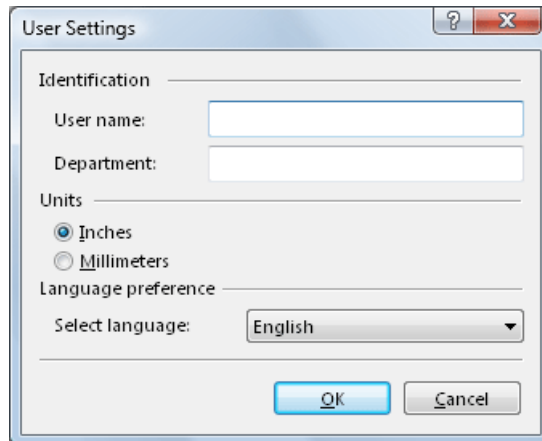 User Settings
Identification
User name:
Department:
Units
Inches
Millimeters
Language preference
Select language: English
OK Cancel